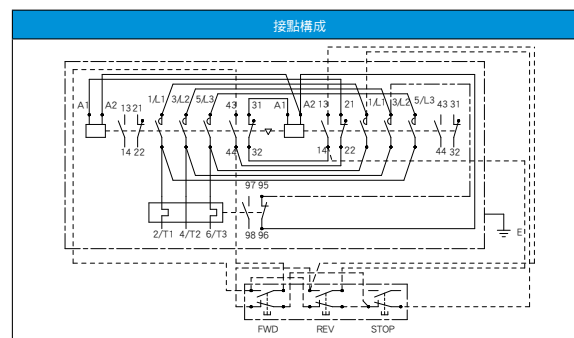 接點構成
A1 A2 13 21 1/L1 3/L2 5/L3 43 31 A1 A2 13 21 1/L1 3/L2 5/L3 43 31
14 22 44 32 14 22 44 32
97 95
2/T1 4/T2 6/T3 98 96
E
FWD REV STOP